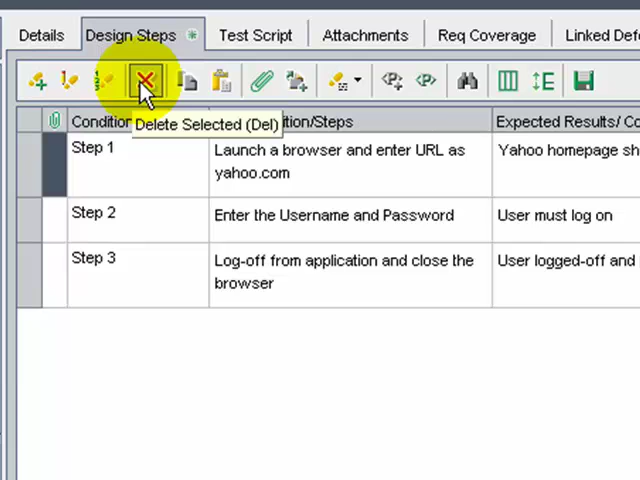 Details Design Steps Test Script Attachments Req Coverage Linked Defe
Delete Selected (Del)
Condition ition/Steps Expected Results/ Co
Step 1 Launch a browser and enter URL as Yahoo homepage sh
yahoo.com
Step 2 Enter the Username and Password User must log on
Step 3 Log-off from application and close the User logged-off and
browser